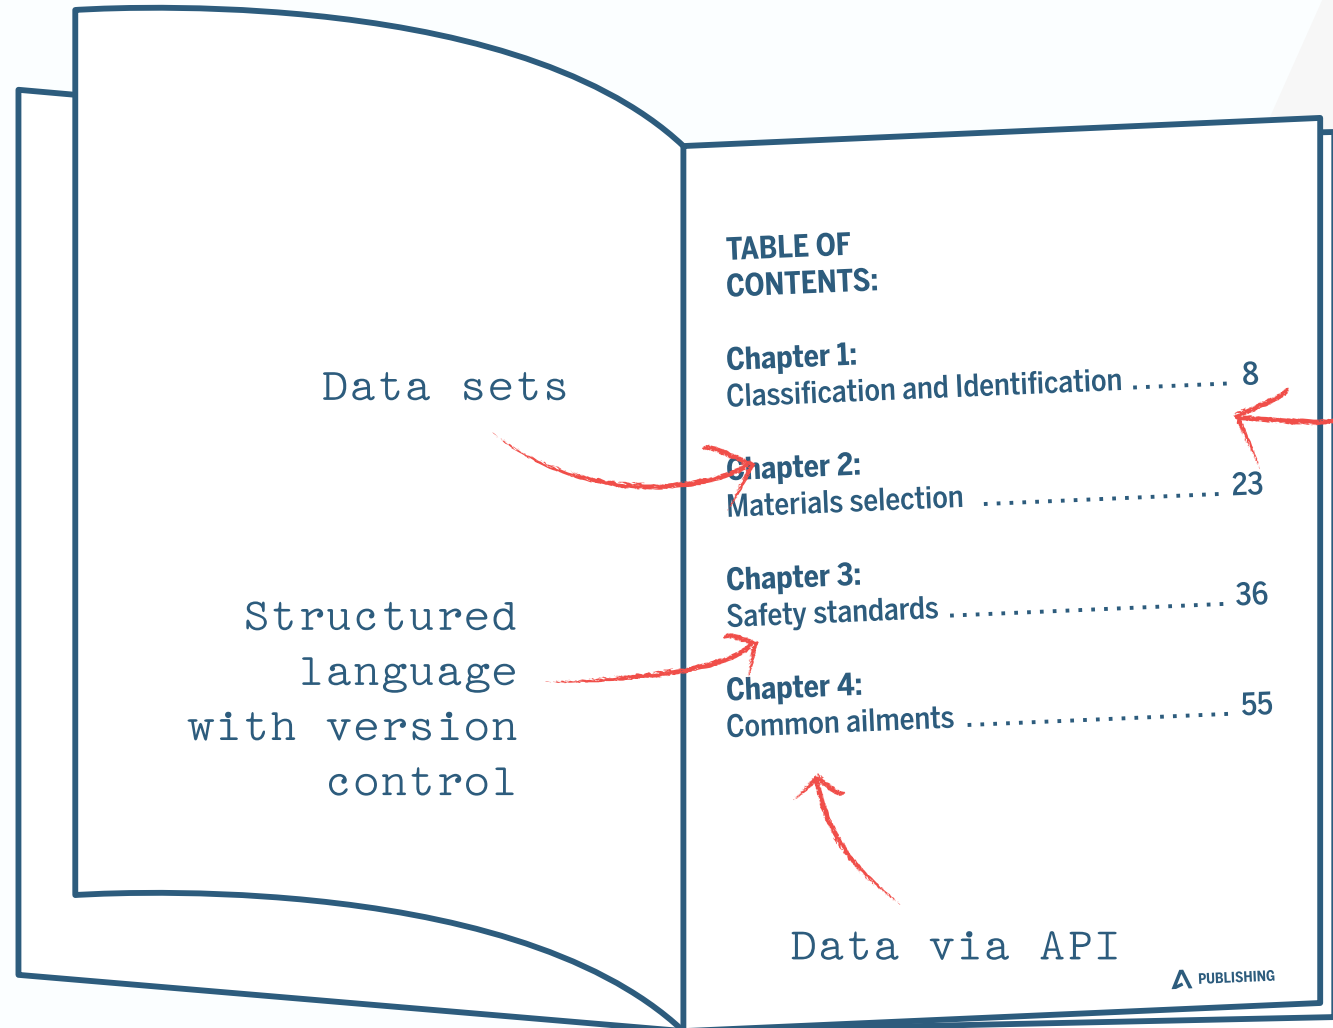 Data sets
Structured
language
with version
control
TABLE OF
CONTENTS:
Chapter 1:
Classification and Identification ........ 8
Chapter 2:
Materials selection ................... 23
Chapter 3:
Safety standards ...................... 36
Chapter 4:
Common ailments ..................... 55
Data via API
PUBLISHING